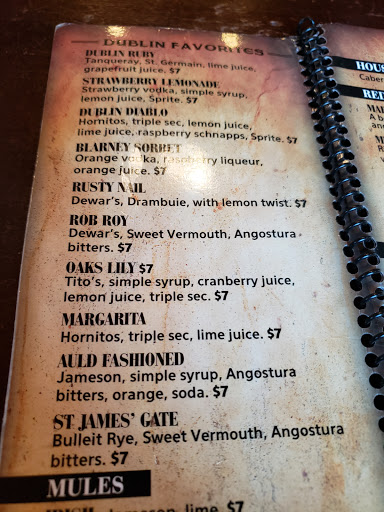 DUBLIN FAVORITES
DUBLIN RUBY
Tanqueray, St. Germain, lime juice,
grapefruit juice. $7
STRAWBERRY LEMONADE
Strawberry vodka, simple syrup,
lemon juice, Sprite. $7
DUBLIN DIABLO
Hornitos, triple sec, lemon juice,
lime juice, raspberry schnapps, Sprite. $7
BLARNEY SORBET
Orange vodka, raspberry liqueur,
orange juice. $7
RUSTY NAIL
Dewar's, Drambuie, with lemon twist. $7
ROB ROY
Dewar's, Sweet Vermouth, Angostura
bitters. $7
OAKS LILY $7
Tito's, simple syrup, cranberry juice,
lemon juice, triple sec. $7
MARGARITA
Hornitos, triple sec, lime juice. $7
AULD FASHIONED
Jameson, simple syrup, Angostura
bitters, orange, soda. $7
ST JAMES' GATE
Bulleit Rye, Sweet Vermouth, Angostura
bitters. $7
MULES
lime. $7
HOUS
Caber
RE